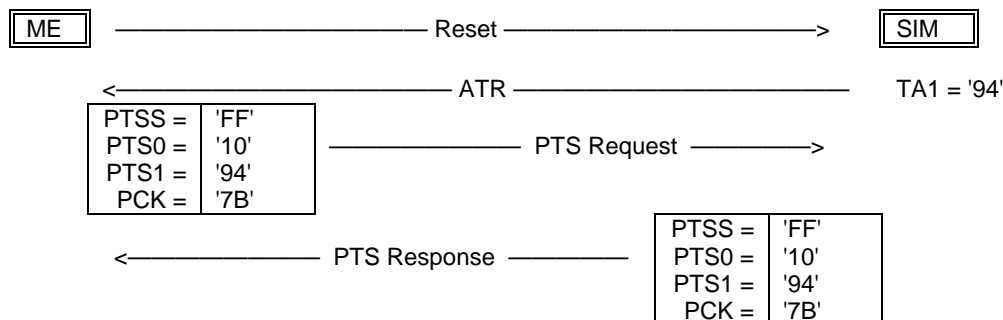 ME Reset > SIM
< ATR TA1 = '94'
PTSS = 'FF'
PTS0 = '10' PTS Request >
PTS1 = '94'
PCK = '7B'
PTSS = 'FF'
< PTS Response PTS0 = '10'
PTS1 = '94'
PCK = '7B'